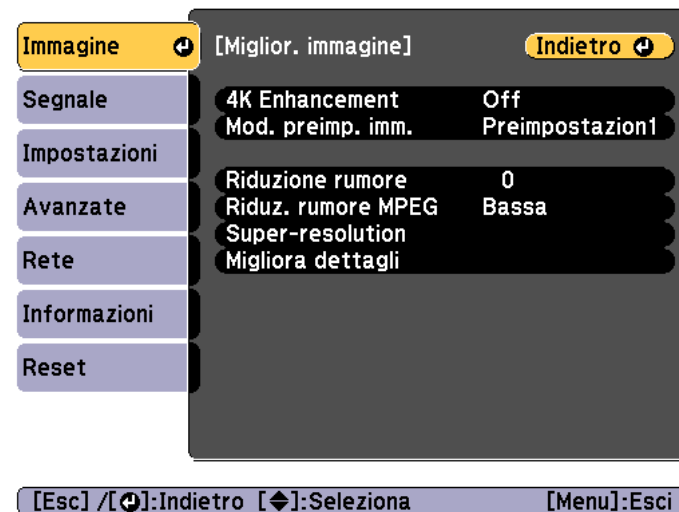 Immagine
[Miglior. immagine] Indietro
Segnale
4K Enhancement Off
Mod. preimp. imm. Preimpostazion1
Impostazioni
Riduzione rumore 0
Avanzate
Riduz. rumore MPEG Bassa
Super-resolution
Rete
Migliora dettagli
Informazioni
Reset
[Esc] /[⏎]:Indietro [◆]:Seleziona [Menu]:Esci